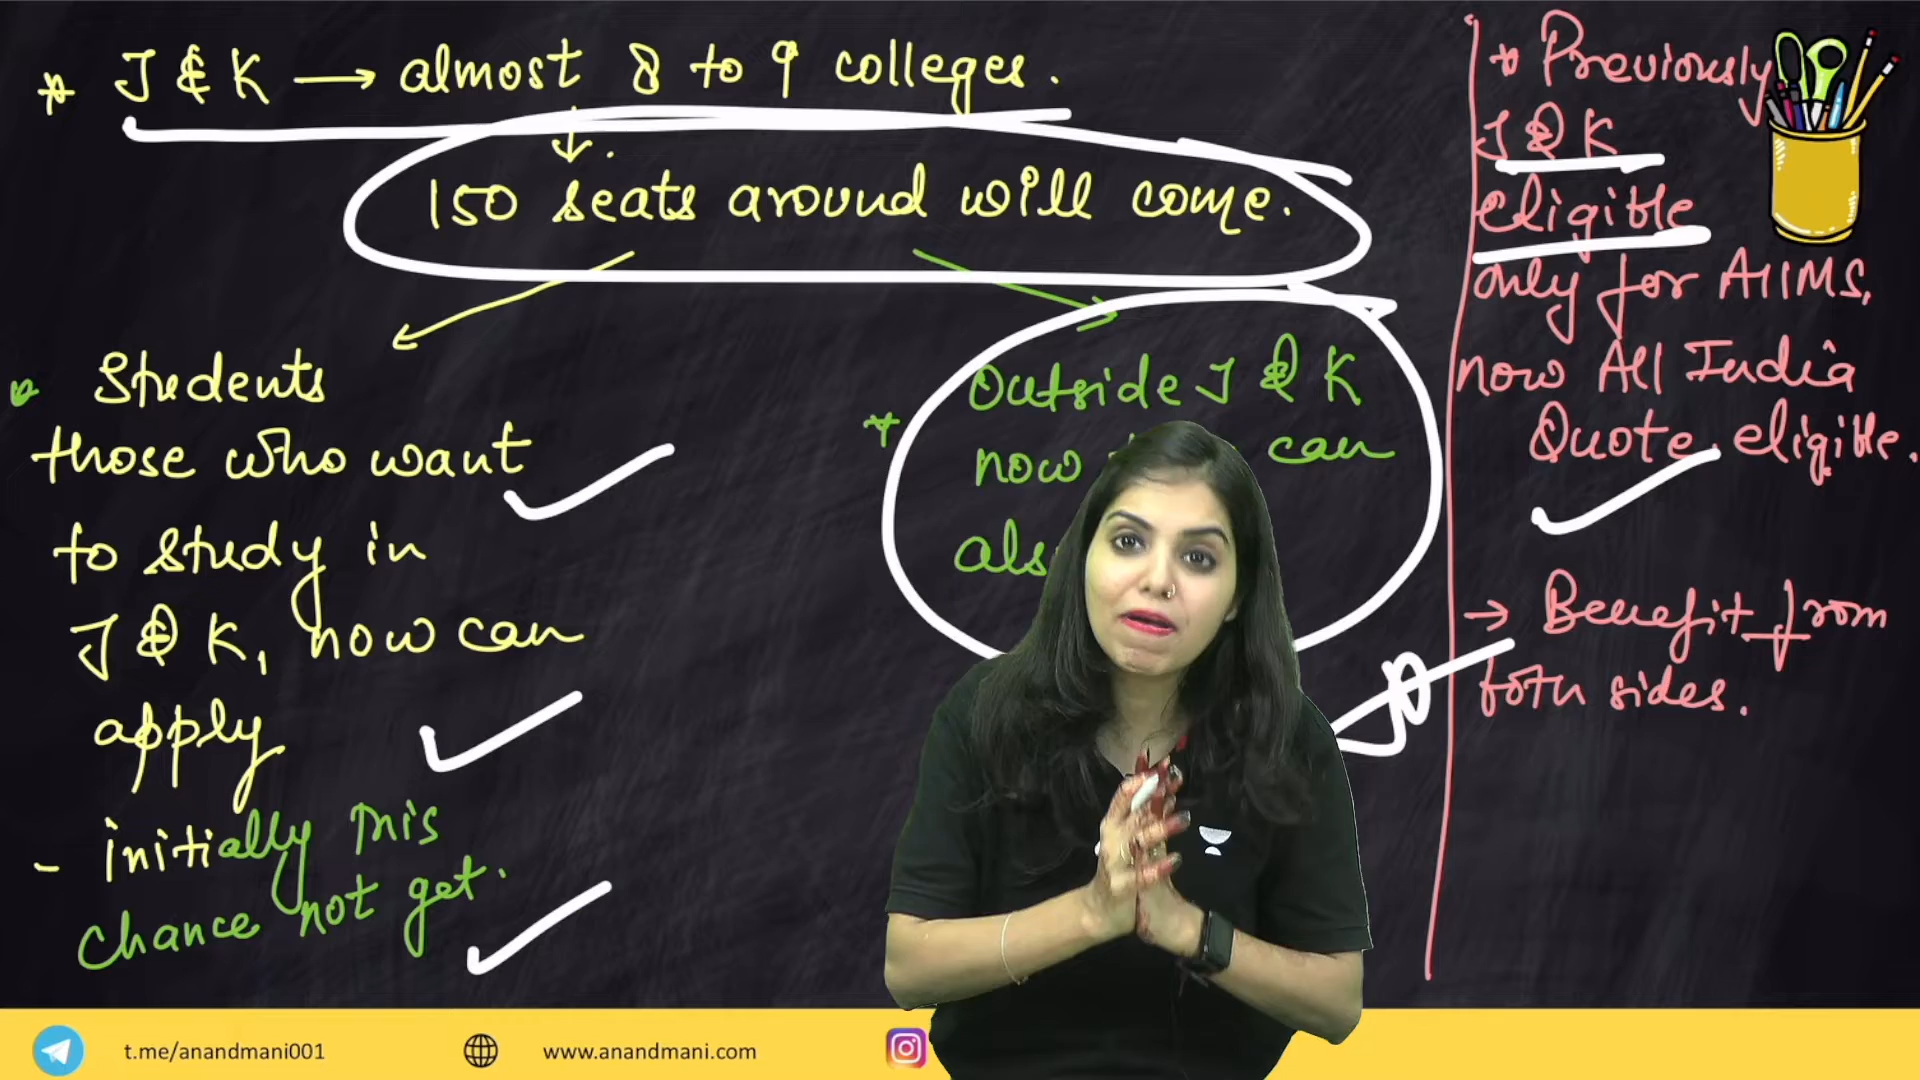 * J & K → almost 8 to 9 colleges.
↓.
150 seats around will come.
* Students
those who want
to study in
J & K, now can
apply
- initially this
chance not get.
* Outside J & K
now can
als
* Previously
J & K
eligible
only for AIIMS,
now All India
Quote eligible.
→ Benefit from
both sides.
t.me/anandmani001
www.anandmani.com